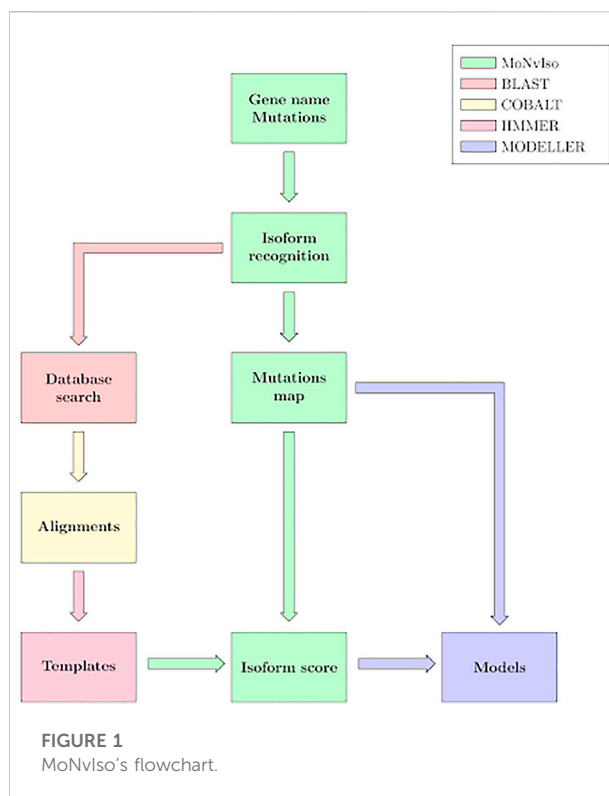 Gene name
Mutations
MoNvIso
BLAST
COBALT
HMMER
MODELLER
Isoform
recognition
Database
search
Mutations
map
Alignments
Templates
Isoform score
Models
FIGURE 1
MoNvIso's flowchart.